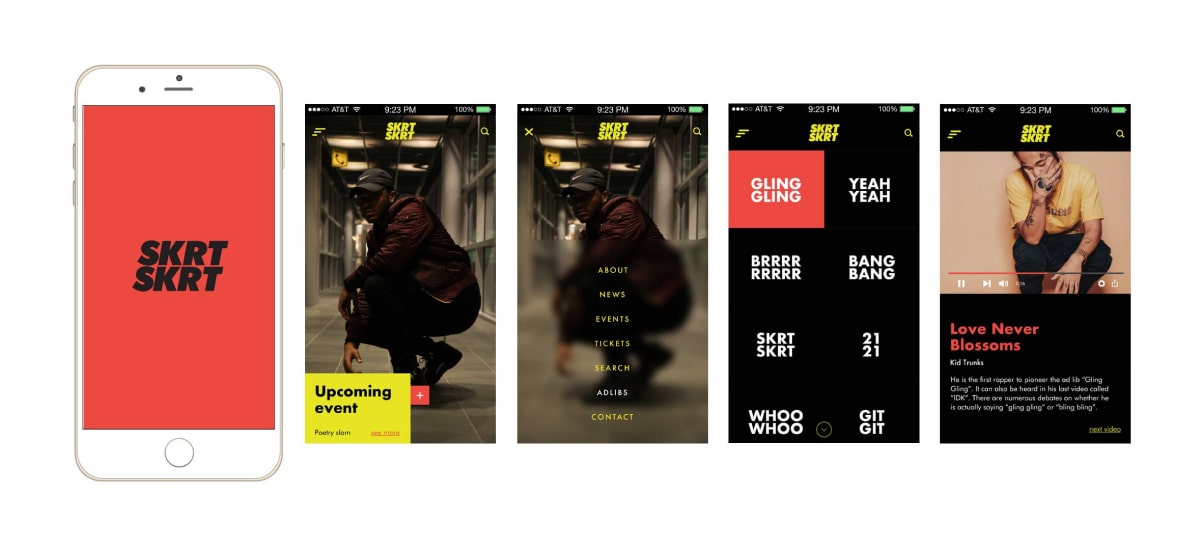 SKRT
SKRT
AT&T 9:23 PM 100%
SKRT
SKRT
Upcoming
event
Poetry slam see more
AT&T 9:23 PM 100%
SKRT
SKRT
ABOUT
NEWS
EVENTS
TICKETS
SEARCH
ADLIBS
CONTACT
AT&T 9:23 PM 100%
SKRT
SKRT
GLING
GLING
YEAH
YEAH
BRRRR
RRRRR
BANG
BANG
SKRT
SKRT
21
21
WHOO
WHOO
GIT
GIT
AT&T 9:23 PM 100%
SKRT
SKRT
Love Never
Blossoms
Kid Trunks
He is the first rapper to pioneer the ad lib “Gling
Gling”. It can also be heard in his last video called
“IDK”. There are numerous debates on whether he
is actually saying “gling gling” or “bling bling”.
next video